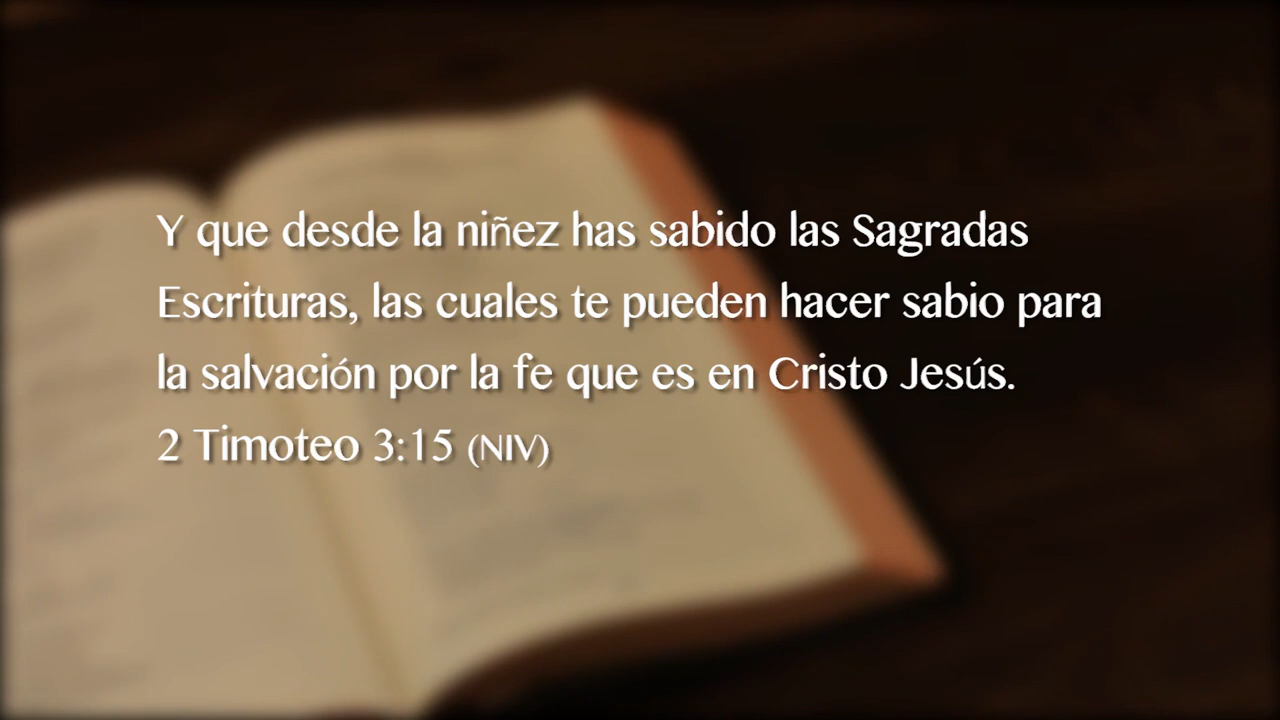 Y que desde la niñez has sabido las Sagradas
Escrituras, las cuales te pueden hacer sabio para
la salvación por la fe que es en Cristo Jesús.
2 Timoteo 3:15 (NIV)